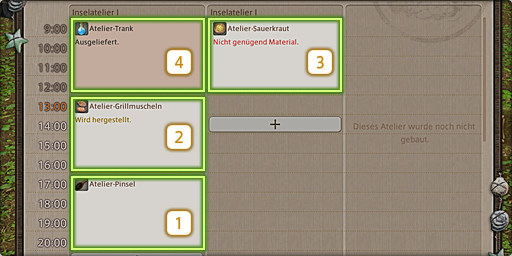 Inselatelier I
Inselatelier I
9:00
10:00
11:00
12:00
13:00
14:00
15:00
16:00
17:00
18:00
9:00
20:00
Atelier-Trank
Ausgeliefert.
4
Atelier-Sauerkraut
Nicht genügend Material.
3
Atelier-Grillmuscheln
Wird hergestellt.
2
+
Dieses Atelier wurde noch nicht
gebaut.
Atelier-Pinsel
1